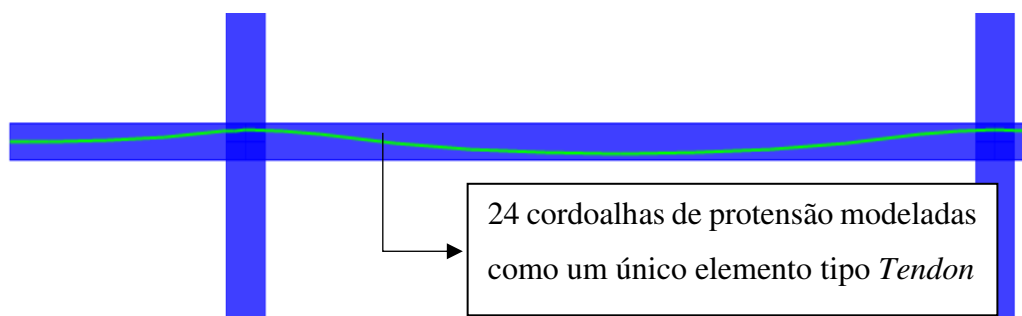 24 cordoalhas de protensão modeladas
como um único elemento tipo Tendon